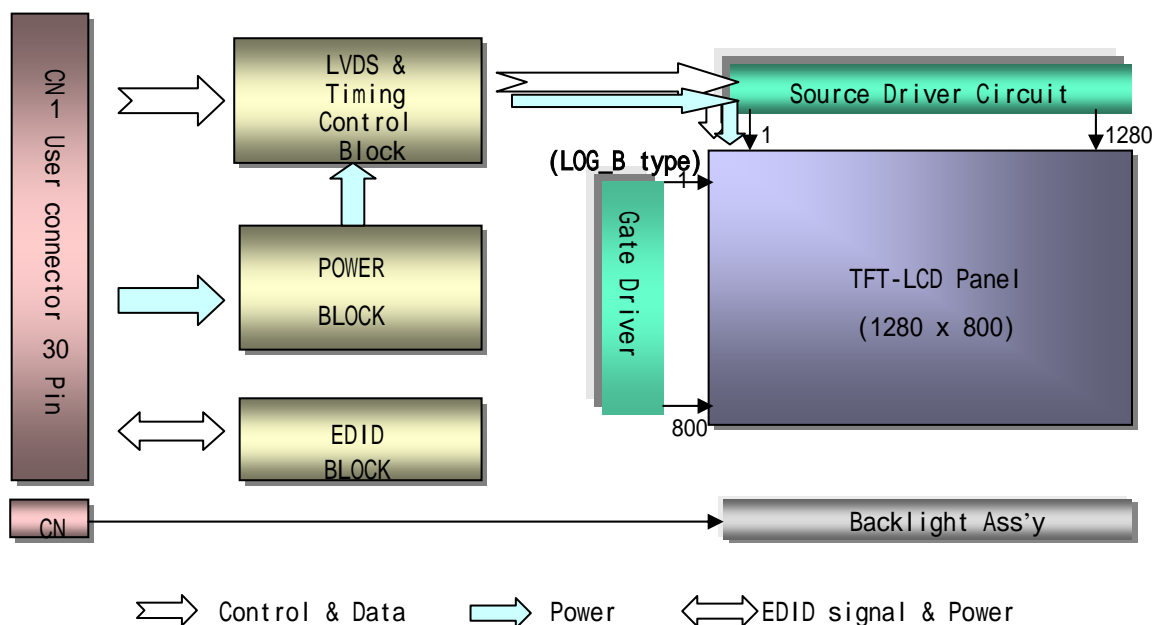 CN1 User connector 30 Pin
LVDS &
Timing
Control
Block
POWER
BLOCK
EDID
BLOCK
CN
Source Driver Circuit
1
1280
(LOG_B type)
1
Gate Driver
800
TFT-LCD Panel
(1280 x 800)
Backlight Ass’y
Control & Data
Power
EDID signal & Power